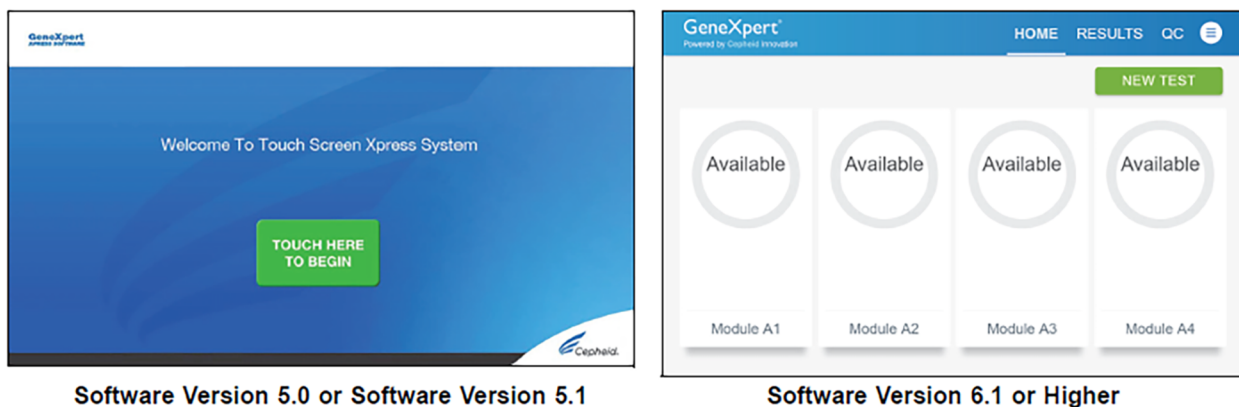 GeneXpert
XPRESS SOFTWARE
Welcome To Touch Screen Xpress System
TOUCH HERE
TO BEGIN
Cepheid.
Software Version 5.0 or Software Version 5.1
GeneXpert®
Powered by Cepheid Innovation
HOME RESULTS QC
NEW TEST
Available Available Available Available
Module A1 Module A2 Module A3 Module A4
Software Version 6.1 or Higher